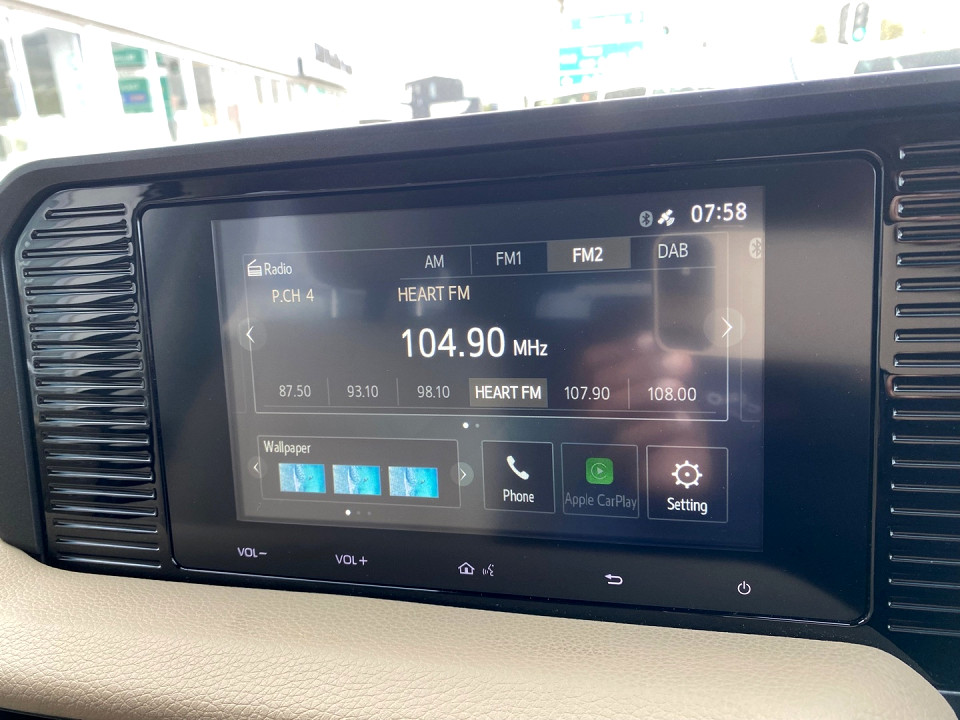 07:58
Radio
AM FM1 FM2 DAB
P.CH 4 HEART FM
104.90 MHz
87.50 93.10 98.10 HEART FM 107.90 108.00
Wallpaper
Phone Apple CarPlay Setting
VOL− VOL+